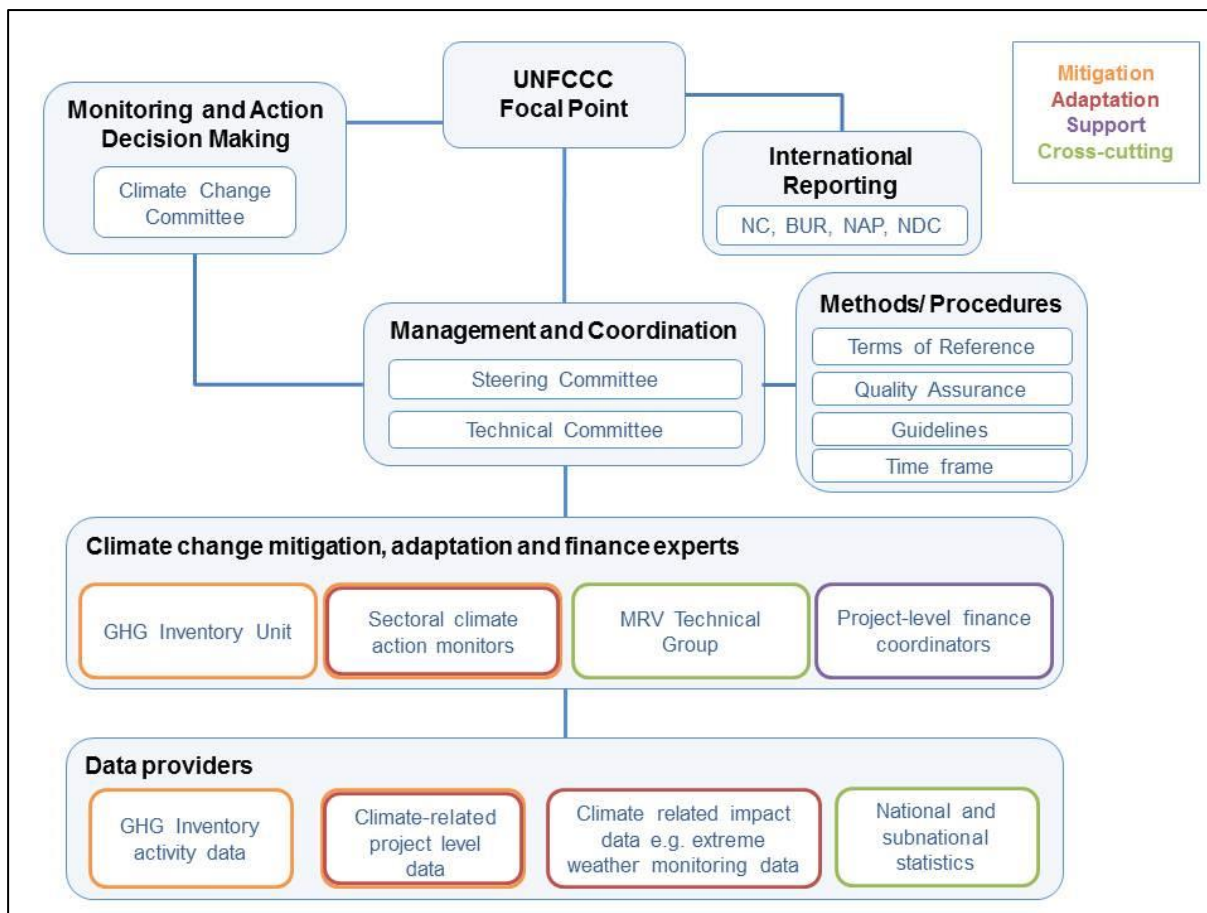 UNFCCC
Focal Point
Mitigation
Adaptation
Support
Cross-cutting
Monitoring and Action
Decision Making
Climate Change
Committee
International
Reporting
NC, BUR, NAP, NDC
Management and Coordination
Steering Committee
Technical Committee
Methods/ Procedures
Terms of Reference
Quality Assurance
Guidelines
Time frame
Climate change mitigation, adaptation and finance experts
GHG Inventory Unit
Sectoral climate
action monitors
MRV Technical
Group
Project-level finance
coordinators
Data providers
GHG Inventory
activity data
Climate-related
project level
data
Climate related impact
data e.g. extreme
weather monitoring data
National and
subnational
statistics